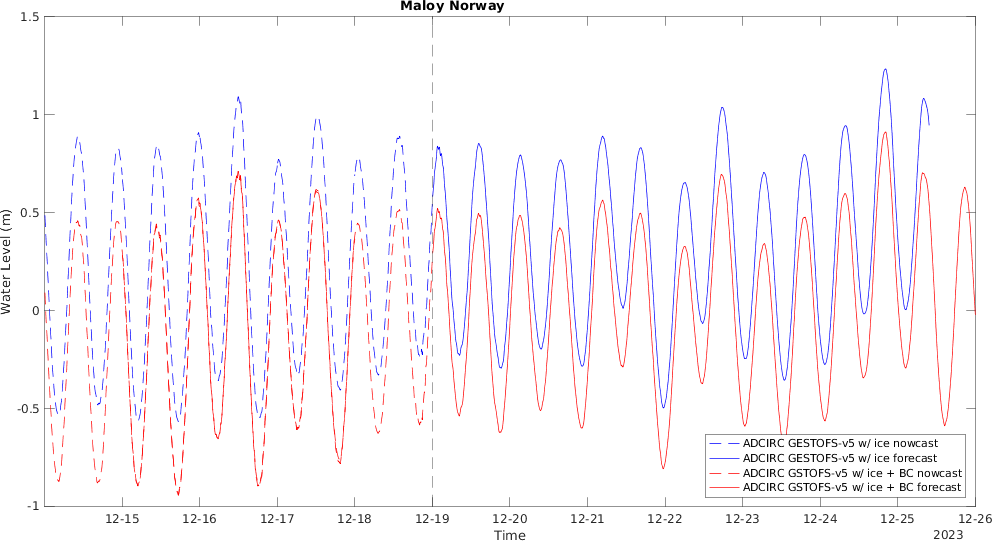 Maloy Norway
1.5
1
0.5
0
-0.5
-1
Water Level (m)
12-15
12-16
12-17
12-18
12-19
12-20
12-21
12-22
12-23
12-24
12-25
12-26
Time
2023
ADCIRC GESTOFS-v5 w/ ice nowcast
ADCIRC GESTOFS-v5 w/ ice forecast
ADCIRC GSTOFS-v5 w/ ice + BC nowcast
ADCIRC GSTOFS-v5 w/ ice + BC forecast